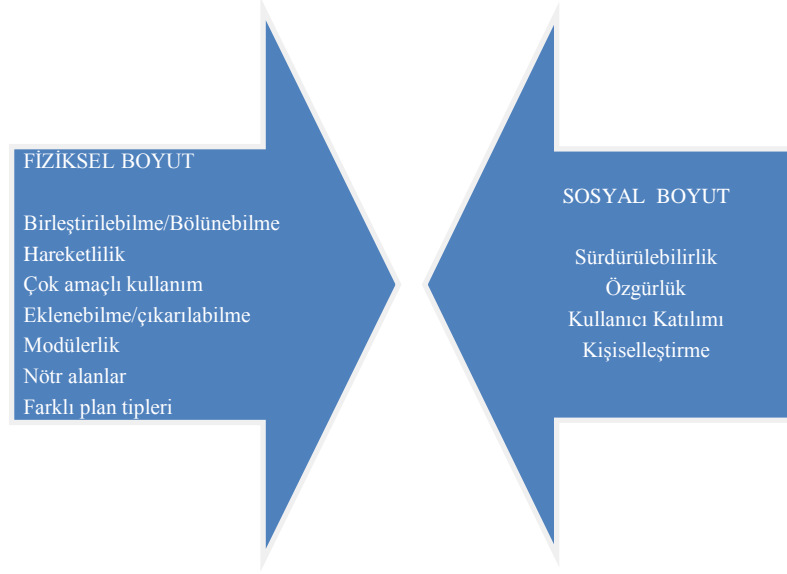 FİZİKSEL BOYUT
Birleştirilebilme/Bölünebilme
Hareketlilik
Çok amaçlı kullanım
Eklenebilme/çıkarılabilme
Modülerlik
Nötr alanlar
Farklı plan tipleri
SOSYAL BOYUT
Sürdürülebilirlik
Özgürlük
Kullanıcı Katılımı
Kişiselleştirme